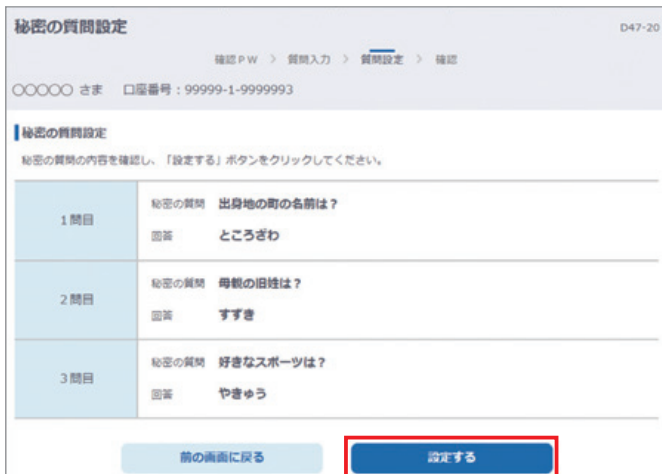 秘密の質問設定
D47-20
確認PW > 質問入力 > 質問設定 > 確認
○○○○○ さま 口座番号:99999-1-9999993
秘密の質問設定
秘密の質問の内容を確認し、「設定する」ボタンをクリックしてください。
1問目
秘密の質問 出身地の町の名前は?
回答 ところざわ
2問目
秘密の質問 母親の旧姓は?
回答 すずき
3問目
秘密の質問 好きなスポーツは?
回答 やきゅう
前の画面に戻る 設定する